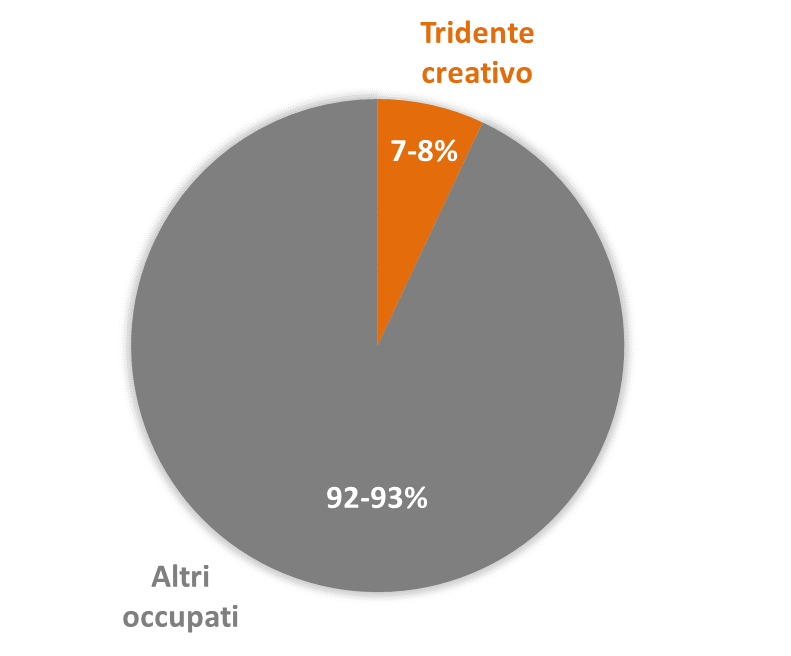 Tridente
creativo
7-8%
92-93%
Altri
occupati